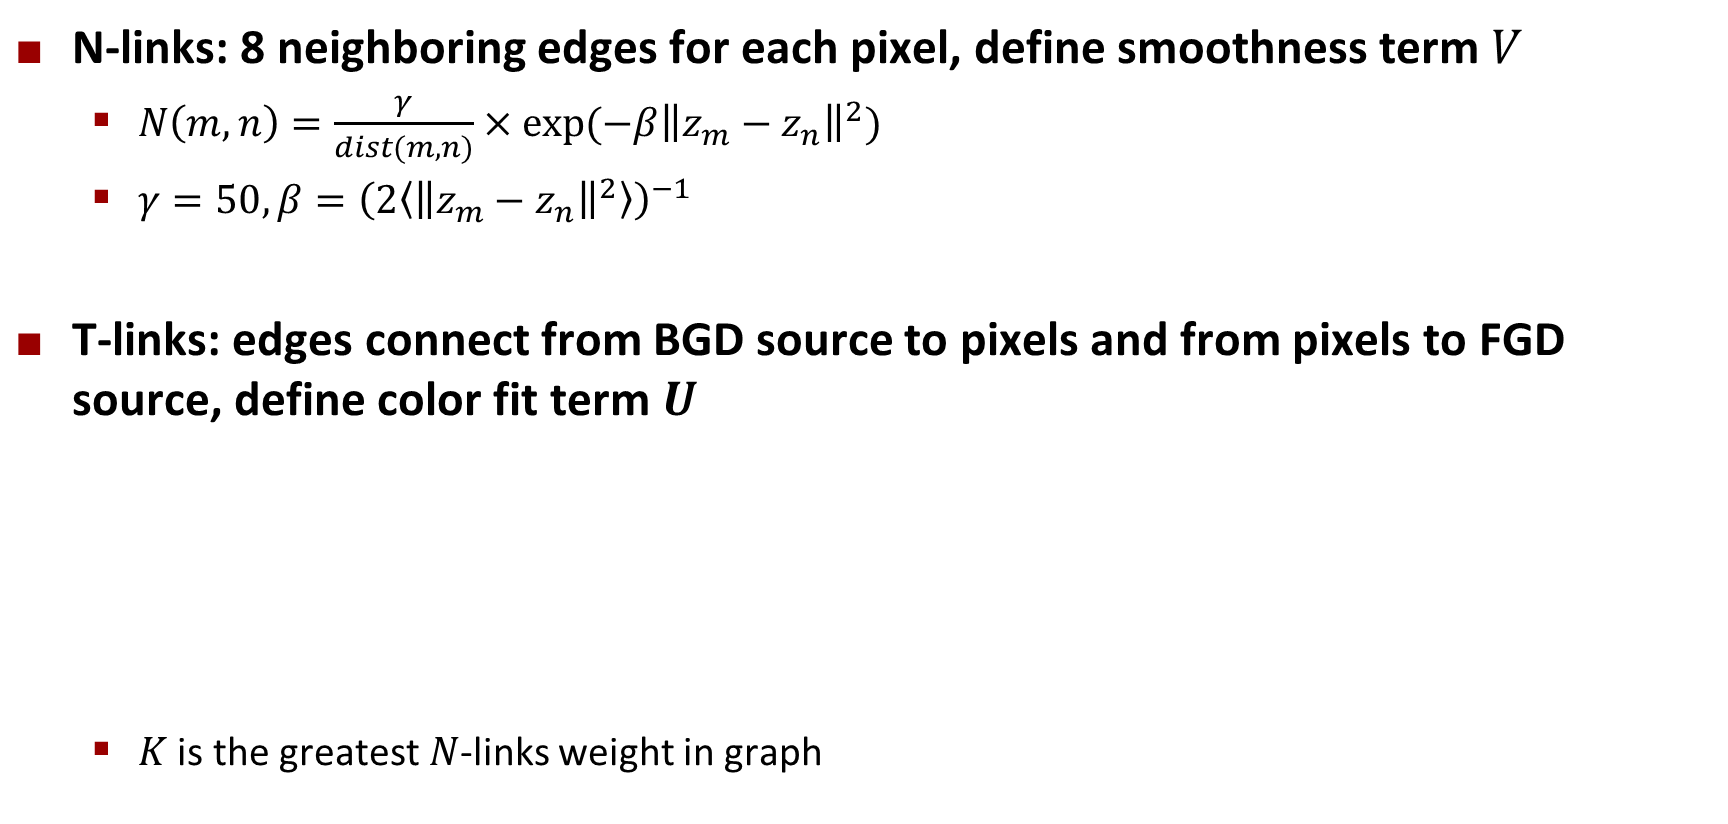 ■ N-links: 8 neighboring edges for each pixel, define smoothness term V
▪ N(m, n) = γ/dist(m,n) × exp(−β‖z_m − z_n‖²)
▪ γ = 50, β = (2⟨‖z_m − z_n‖²⟩)⁻¹
■ T-links: edges connect from BGD source to pixels and from pixels to FGD
source, define color fit term U
▪ K is the greatest N-links weight in graph